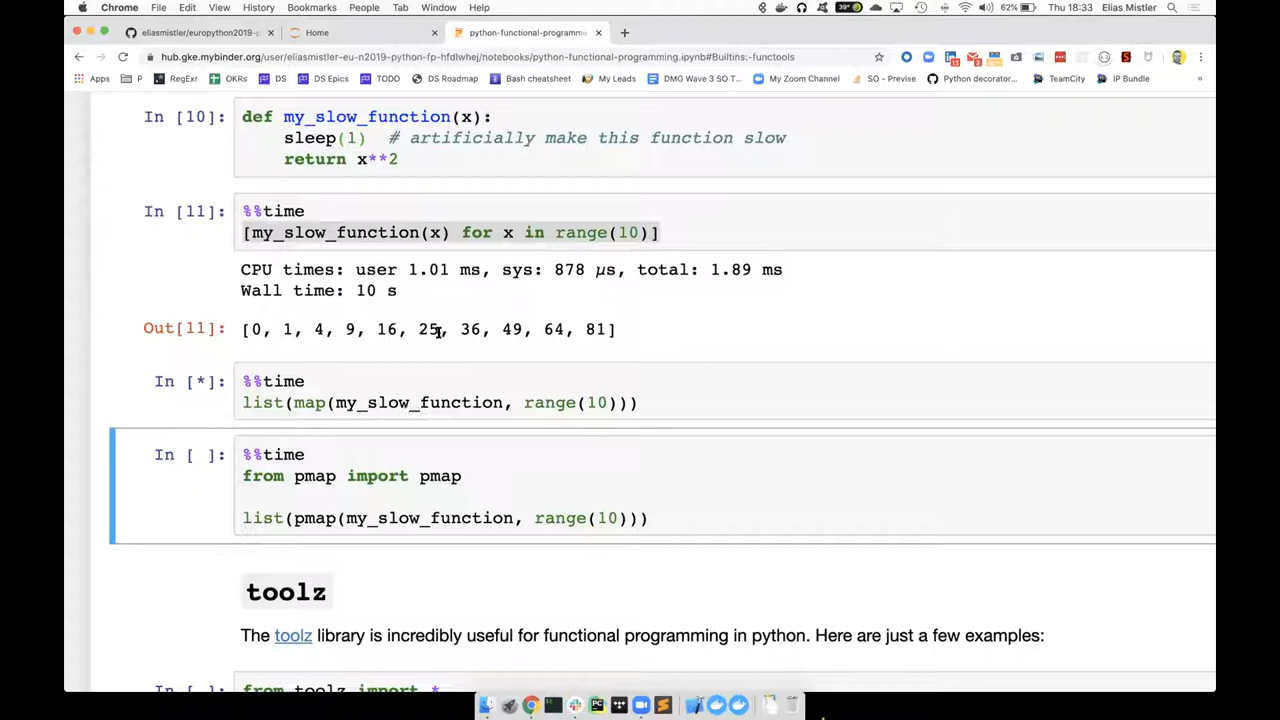 Chrome File Edit View History Bookmarks People Tab Window Help 39° 62% Thu 18:33 Elias Mistler
eliasmistler/europython2019-p Home python-functional-programmi
hub.gke.mybinder.org/user/eliasmistler-eu-n2019-python-fp-hfdlwhej/notebooks/python-functional-programming.ipynb#Builtins:-functools
Apps P RegExr OKRs DS DS Epics TODO DS Roadmap Bash cheatsheet My Leads DMG Wave 3 SO T... My Zoom Channel SO - Previse Python decorator... TeamCity IP Bundle »
In [10]: def my_slow_function(x):
sleep(1) # artificially make this function slow
return x**2
In [11]: %%time
[my_slow_function(x) for x in range(10)]
CPU times: user 1.01 ms, sys: 878 µs, total: 1.89 ms
Wall time: 10 s
Out[11]: [0, 1, 4, 9, 16, 25, 36, 49, 64, 81]
In [*]: %%time
list(map(my_slow_function, range(10)))
In [ ]: %%time
from pmap import pmap
list(pmap(my_slow_function, range(10)))
toolz
The toolz library is incredibly useful for functional programming in python. Here are just a few examples:
In [ ]: from toolz import *